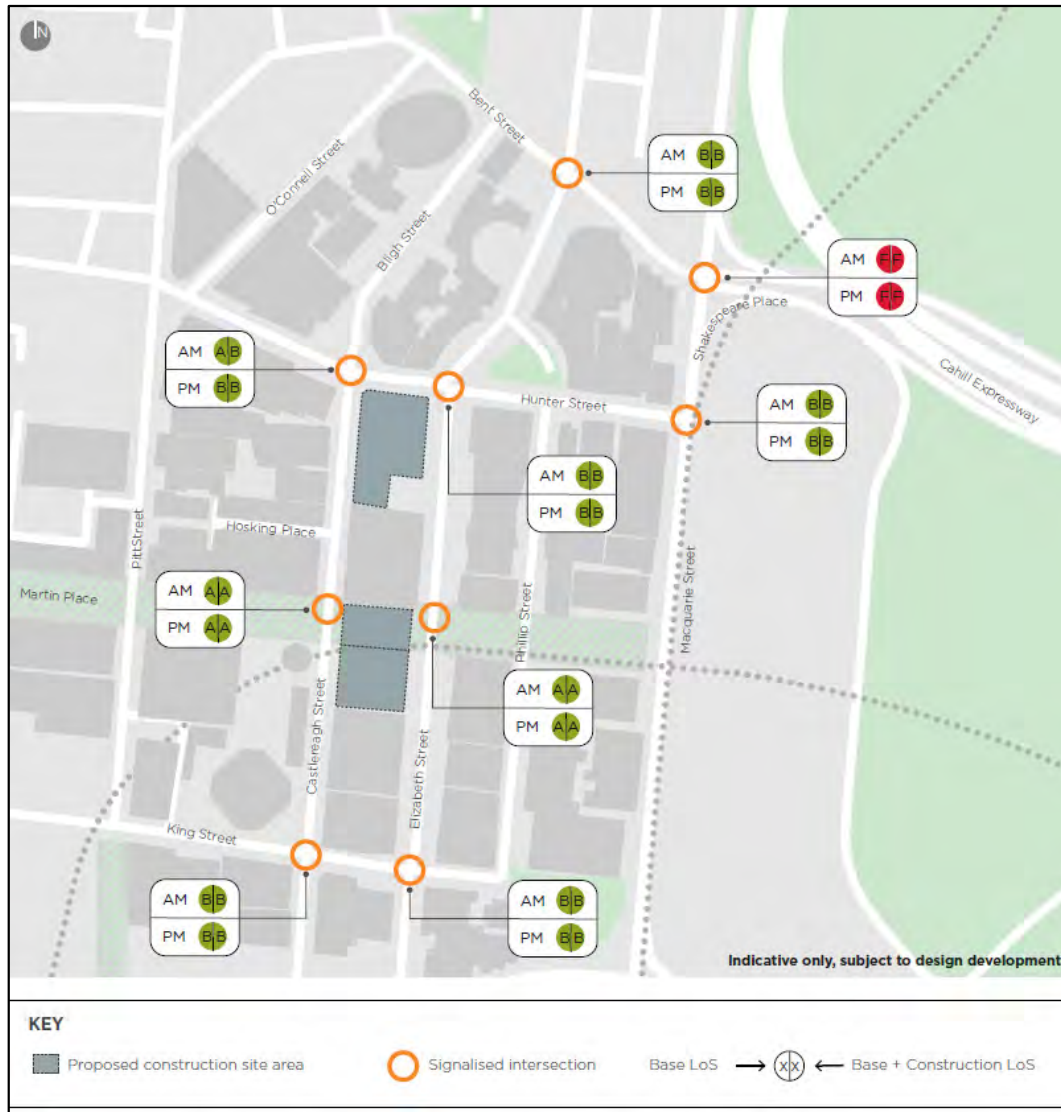 N
Bent Street
O'Connell Street
Bligh Street
AM B B
PM B B
AM F F
PM F F
Shakespeare Place
Cahill Expressway
AM A B
PM B B
Hunter Street
AM B B
PM B B
AM B B
PM B B
PittStreet
Hosking Place
Martin Place
AM A A
PM A A
Phillip Street
Macquarie Street
AM A A
PM A A
Castlereagh Street
Elizabeth Street
King Street
AM B B
PM B B
AM B B
PM B B
Indicative only, subject to design development
KEY
Proposed construction site area
Signalised intersection
Base LoS
X X
Base + Construction LoS